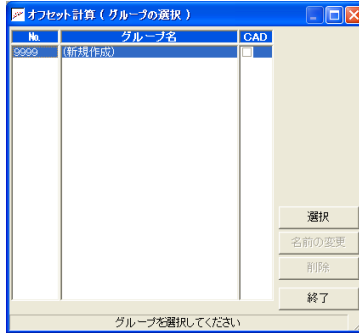 オフセット計算（グループの選択）
No. グループ名 CAD
9999 (新規作成)
選択
名前の変更
削除
終了
グループを選択してください